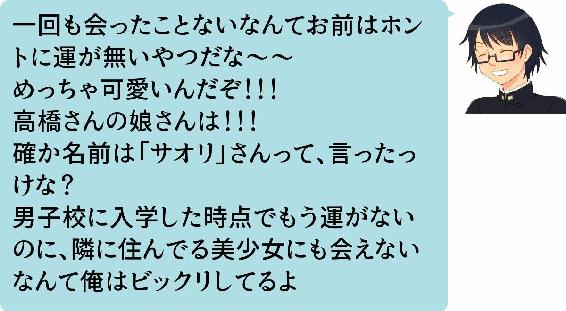 一回も会ったことないなんてお前はホン
トに運が無いやつだな～～
めっちゃ可愛いんだぞ!!!
高橋さんの娘さんは!!!
確か名前は「サオリ」さんって、言ったっ
けな？
男子校に入学した時点でもう運がない
のに、隣に住んでる美少女にも会えない
なんて俺はビックリしてるよ